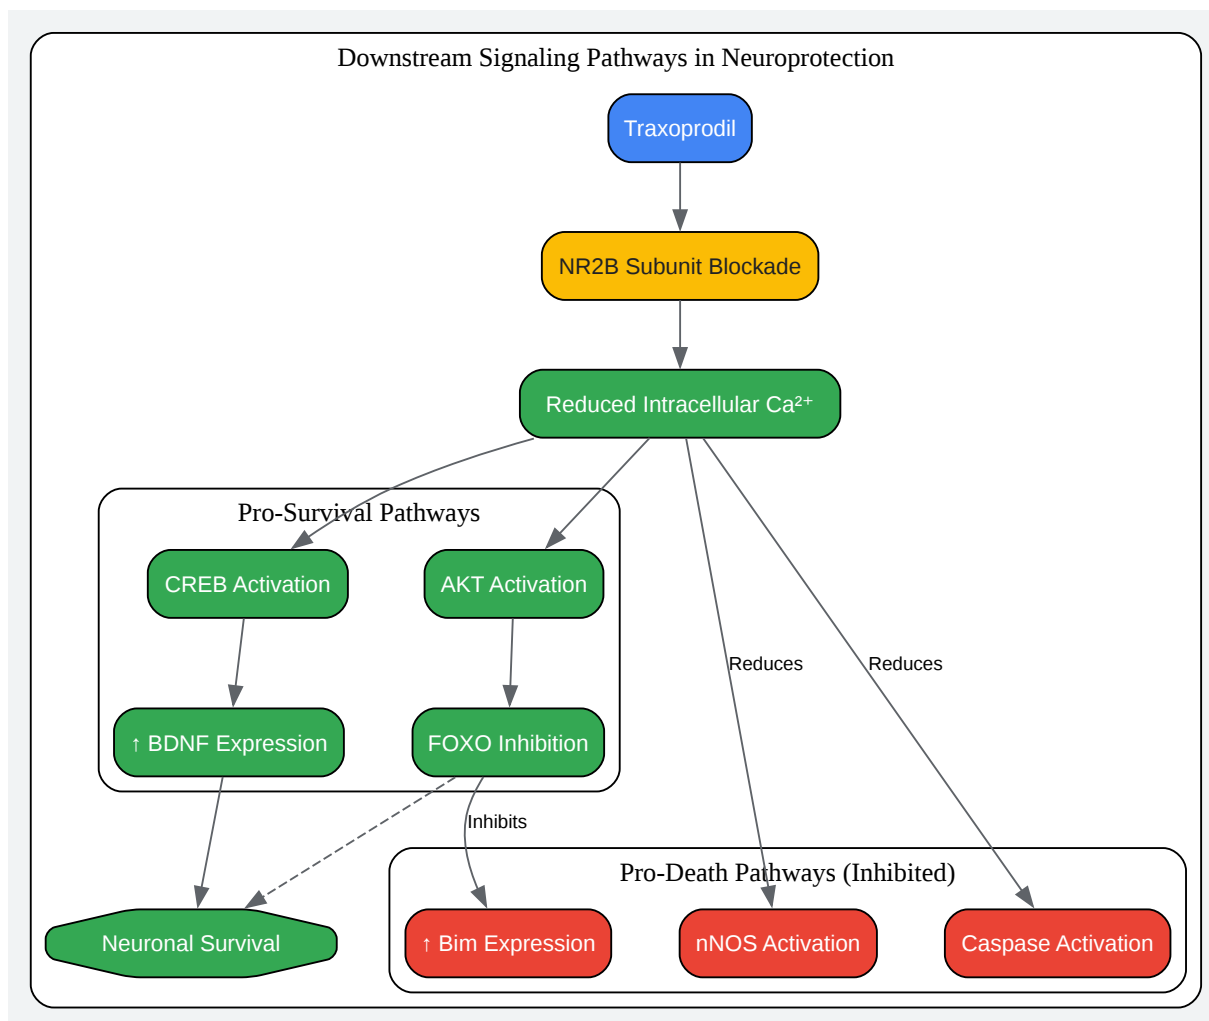 Downstream Signaling Pathways in Neuroprotection
Traxoprodil
NR2B Subunit Blockade
Reduced Intracellular Ca²⁺
Pro-Survival Pathways
CREB Activation
AKT Activation
Reduces
Reduces
↑ BDNF Expression
FOXO Inhibition
Inhibits
Pro-Death Pathways (Inhibited)
Neuronal Survival
↑ Bim Expression
nNOS Activation
Caspase Activation